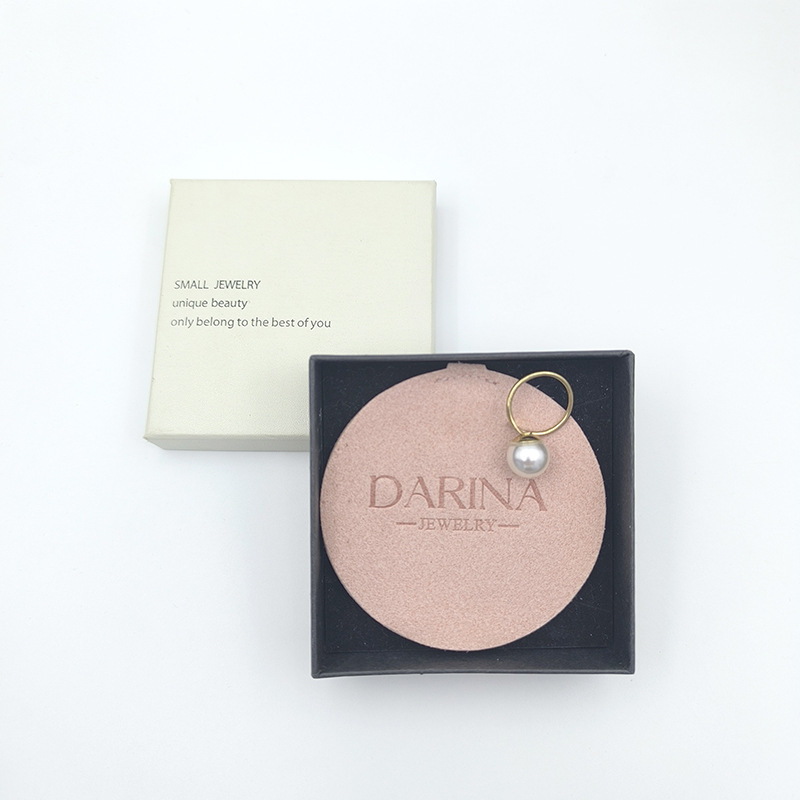 SMALL JEWELRY
unique beauty
only belong to the best of you
DARINA
JEWELRY